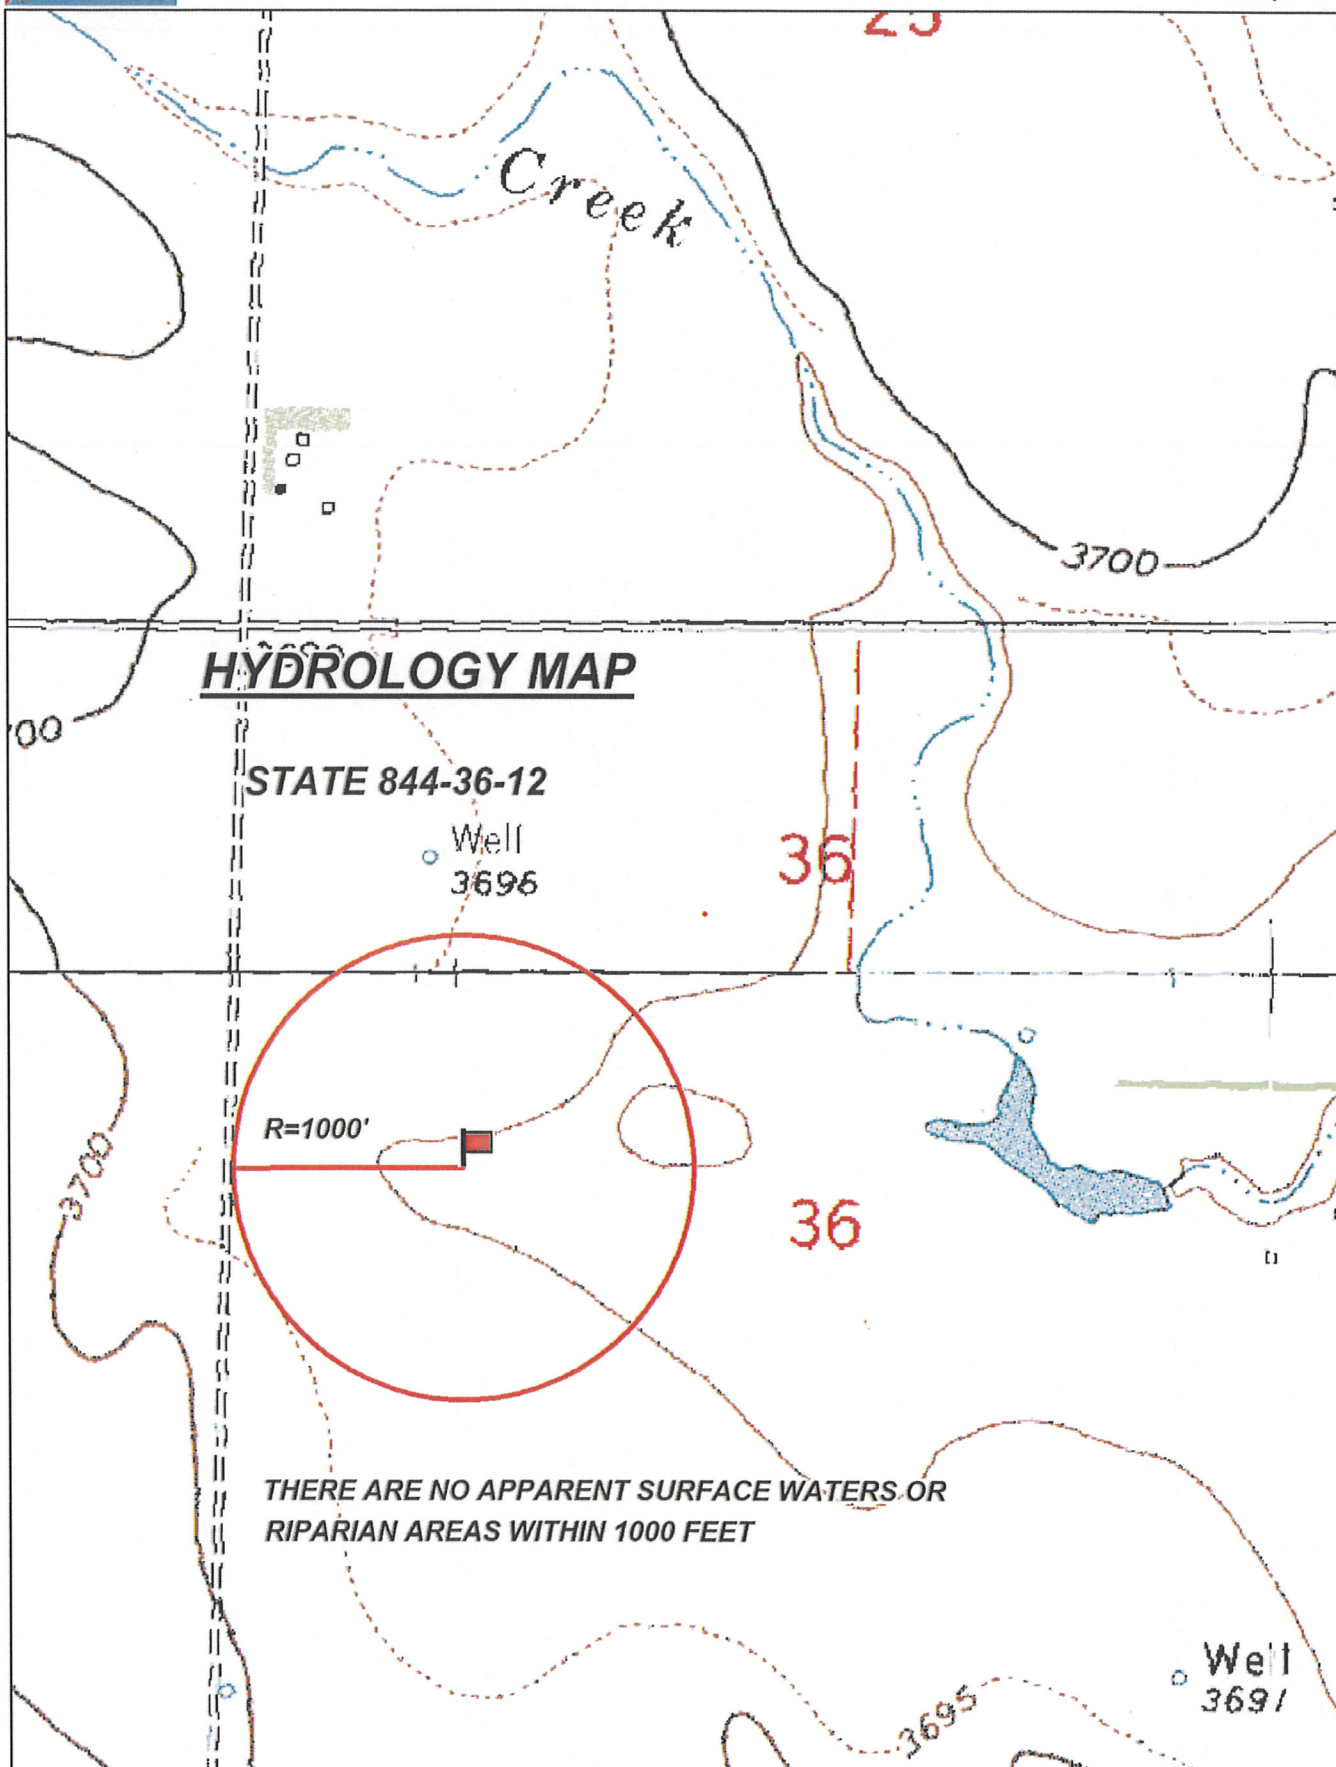 Creek
3700
HYDROLOGY MAP
STATE 844-36-12
Well
3696
36
R=1000'
3700
36
THERE ARE NO APPARENT SURFACE WATERS OR
RIPARIAN AREAS WITHIN 1000 FEET
Well
3691
3695